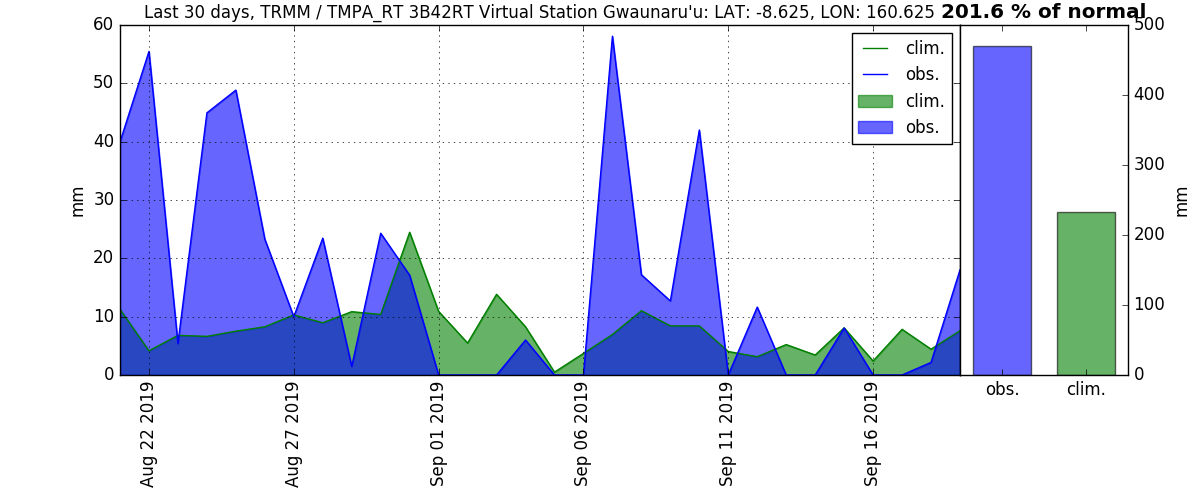 Last 30 days, TRMM / TMPA_RT 3B42RT Virtual Station Gwaunaru'u: LAT: -8.625, LON: 160.625 201.6 % of normal
60
50
40
30
20
10
0
mm
clim.
obs.
clim.
obs.
Aug 22 2019
Aug 27 2019
Sep 01 2019
Sep 06 2019
Sep 11 2019
Sep 16 2019
500
400
300
200
100
0
mm
obs.
clim.